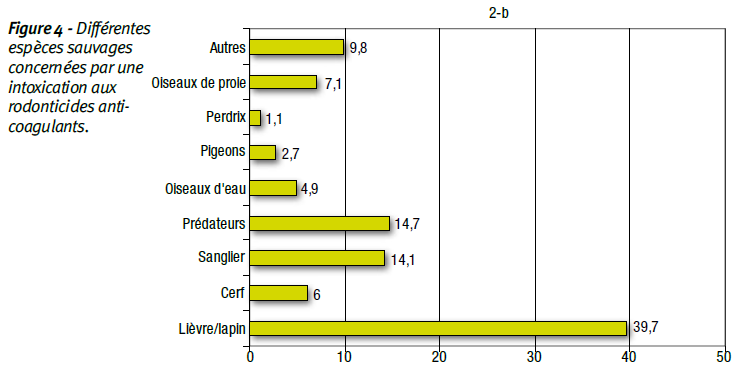 Figure 4 - Différentes
espèces sauvages
concernées par une
intoxication aux
rodonticides anti-
coagulants.
2-b
Autres 9,8
Oiseaux de proie 7,1
Perdrix 1,1
Pigeons 2,7
Oiseaux d'eau 4,9
Prédateurs 14,7
Sanglier 14,1
Cerf 6
Lièvre/lapin 39,7
0 10 20 30 40 50